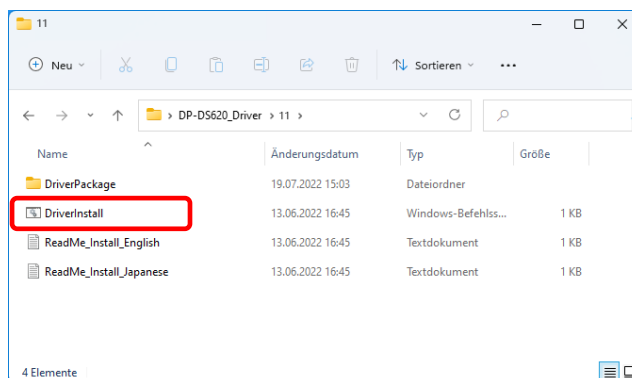 11
Neu
Sortieren
DP-DS620_Driver > 11 >
Name Änderungsdatum Typ Größe
DriverPackage 19.07.2022 15:03 Dateiordner
DriverInstall 13.06.2022 16:45 Windows-Befehlss... 1 KB
ReadMe_Install_English 13.06.2022 16:45 Textdokument 1 KB
ReadMe_Install_Japanese 13.06.2022 16:45 Textdokument 1 KB
4 Elemente